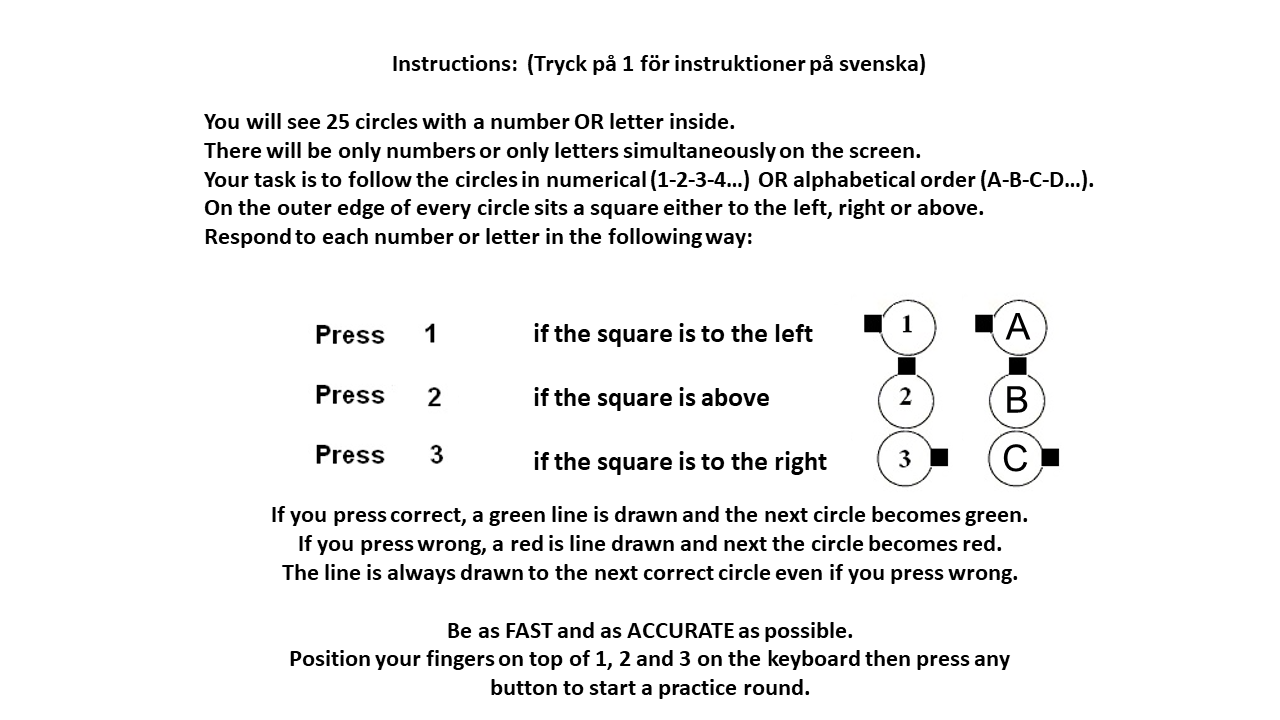 Instructions: (Tryck på 1 för instruktioner på svenska)
You will see 25 circles with a number OR letter inside.
There will be only numbers or only letters simultaneously on the screen.
Your task is to follow the circles in numerical (1-2-3-4...) OR alphabetical order (A-B-C-D...).
On the outer edge of every circle sits a square either to the left, right or above.
Respond to each number or letter in the following way:
Press 1 if the square is to the left 1 A
Press 2 if the square is above 2 B
Press 3 if the square is to the right 3 C
If you press correct, a green line is drawn and the next circle becomes green.
If you press wrong, a red is line drawn and next the circle becomes red.
The line is always drawn to the next correct circle even if you press wrong.
Be as FAST and as ACCURATE as possible.
Position your fingers on top of 1, 2 and 3 on the keyboard then press any
button to start a practice round.